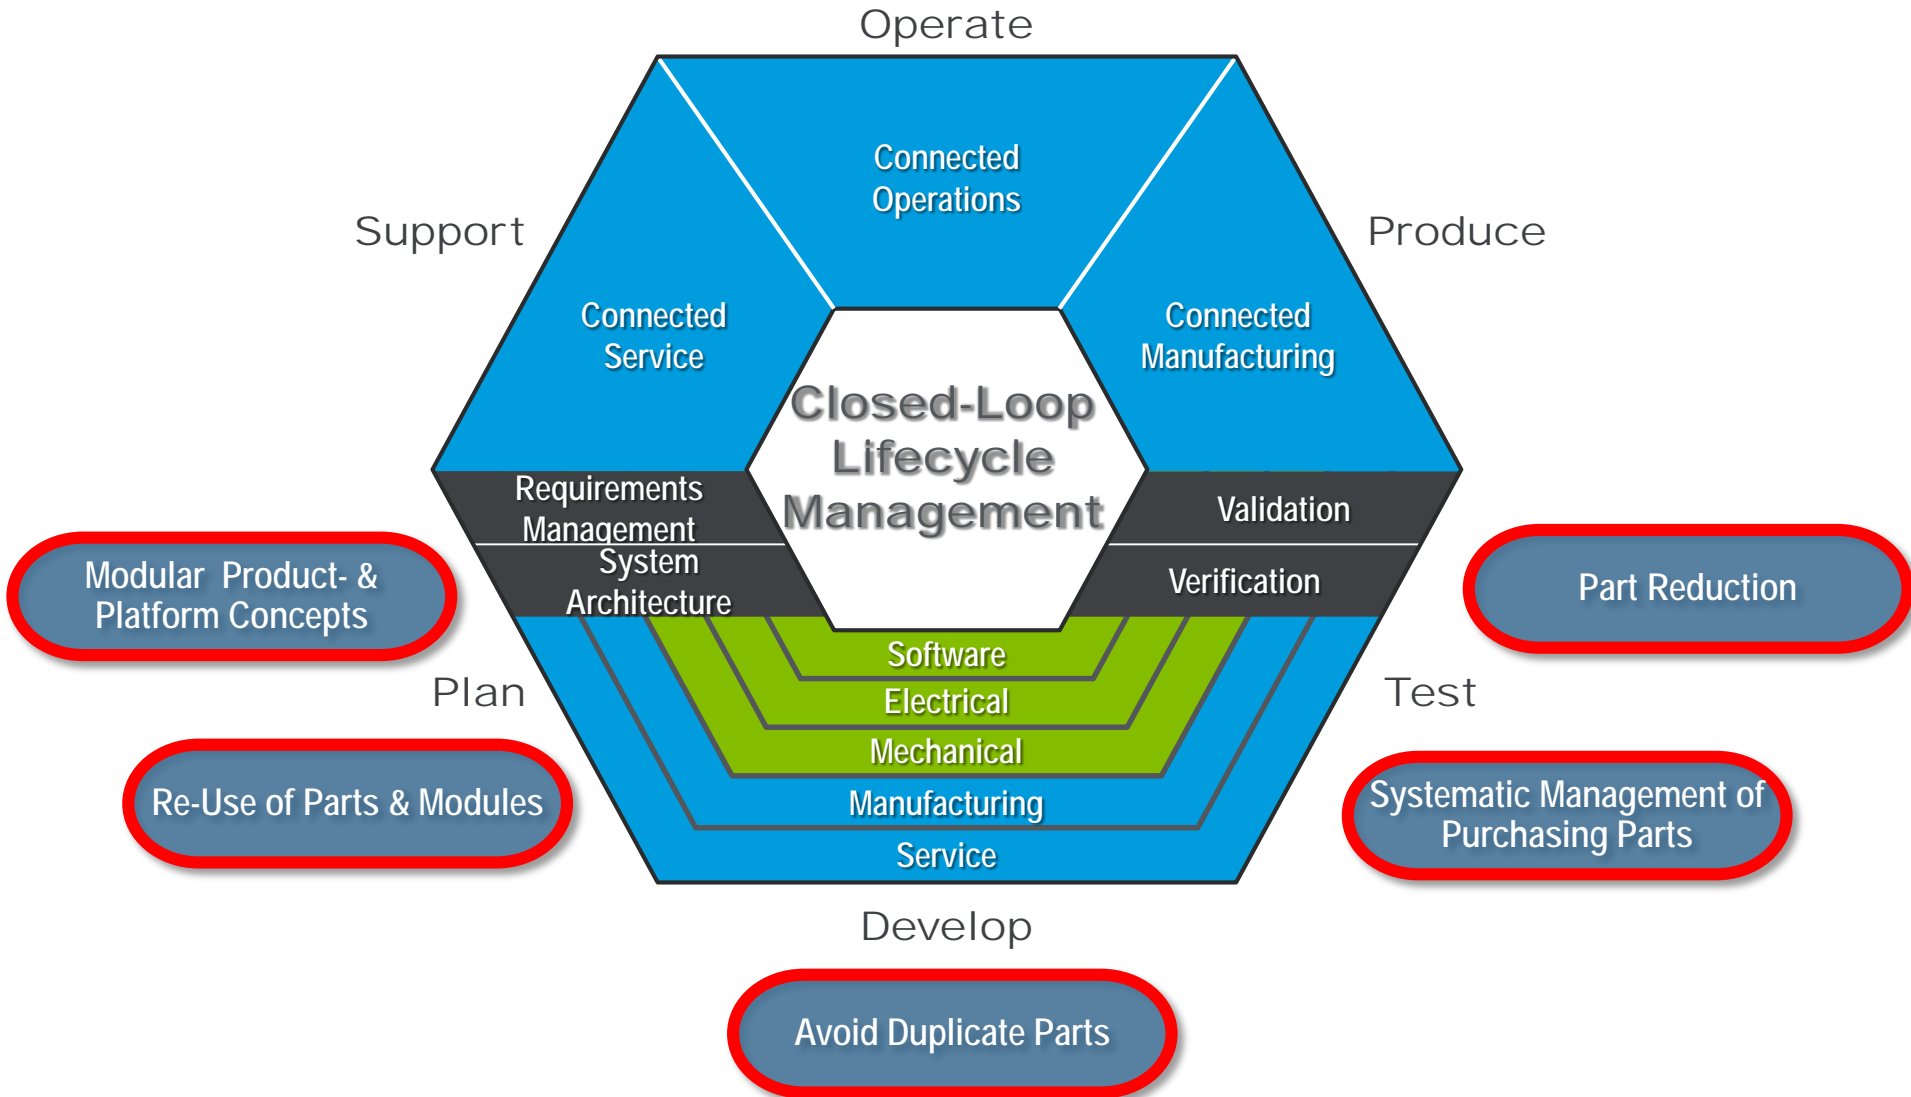 Operate
Connected
Operations
Support
Produce
Connected
Service
Connected
Manufacturing
Closed-Loop
Lifecycle
Management
Requirements
Management
Validation
System
Architecture
Verification
Modular Product- &
Platform Concepts
Part Reduction
Software
Plan
Test
Electrical
Mechanical
Re-Use of Parts & Modules
Manufacturing
Systematic Management of
Purchasing Parts
Service
Develop
Avoid Duplicate Parts